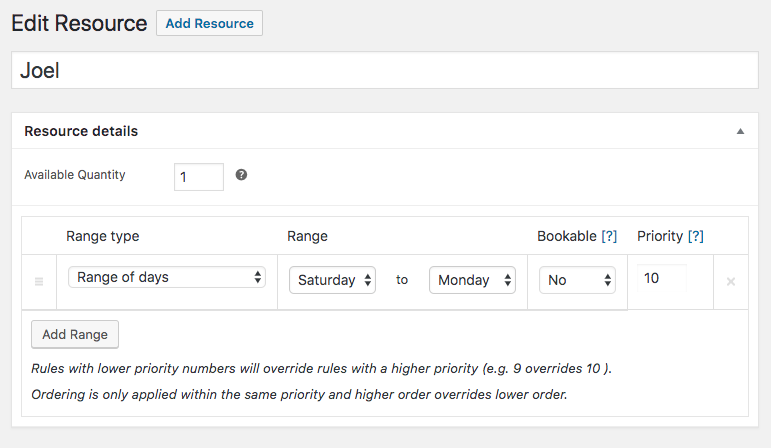 Edit Resource Add Resource
Joel
Resource details
Available Quantity 1 ?
Range type Range Bookable [?] Priority [?]
Range of days Saturday to Monday No 10
Add Range
Rules with lower priority numbers will override rules with a higher priority (e.g. 9 overrides 10 ).
Ordering is only applied within the same priority and higher order overrides lower order.